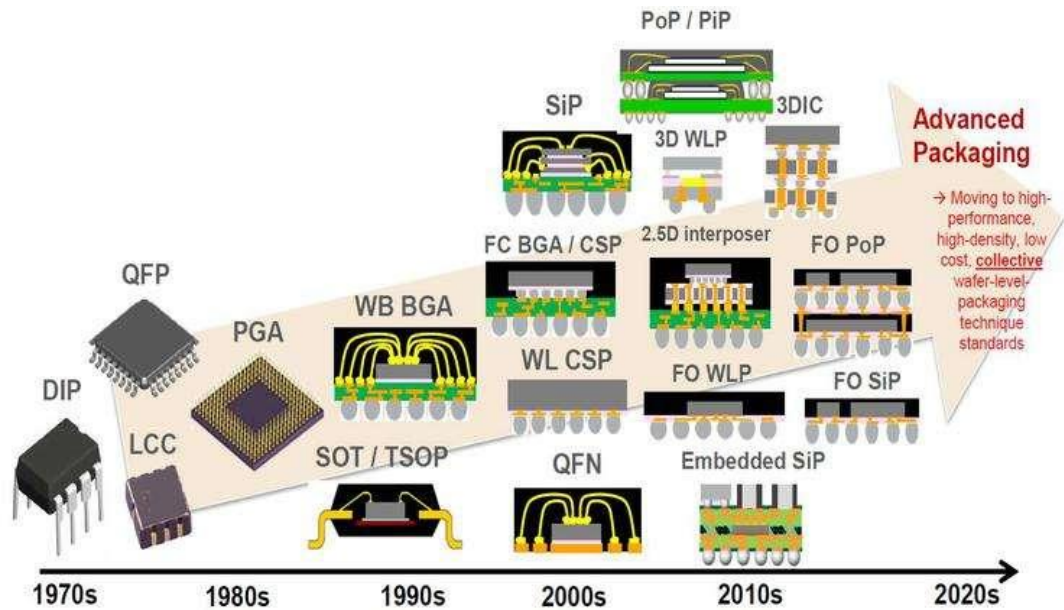 PoP / PiP
SiP
3DIC
3D WLP
Advanced
Packaging
→ Moving to high-
performance,
high-density, low
cost, collective
wafer-level-
packaging
technique
standards
FC BGA / CSP
2.5D interposer
FO PoP
QFP
PGA
WB BGA
WL CSP
FO WLP
FO SiP
DIP
LCC
SOT / TSOP
QFN
Embedded SiP
1970s
1980s
1990s
2000s
2010s
2020s